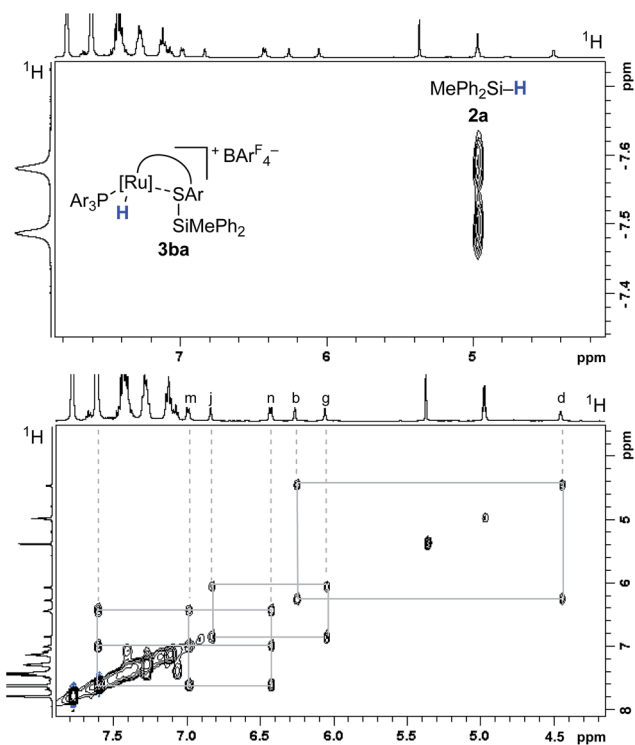 ¹H
¹H
MePh₂Si–H
2a
+ BArF₄–
[Ru]
Ar₃P
SAr
H
SiMePh₂
3ba
ppm
- 7.6
- 7.5
- 7.4
7 6 5 ppm
m j n b g d
¹H
¹H
ppm
5
6
7
8
7.5 7.0 6.5 6.0 5.5 5.0 4.5 ppm